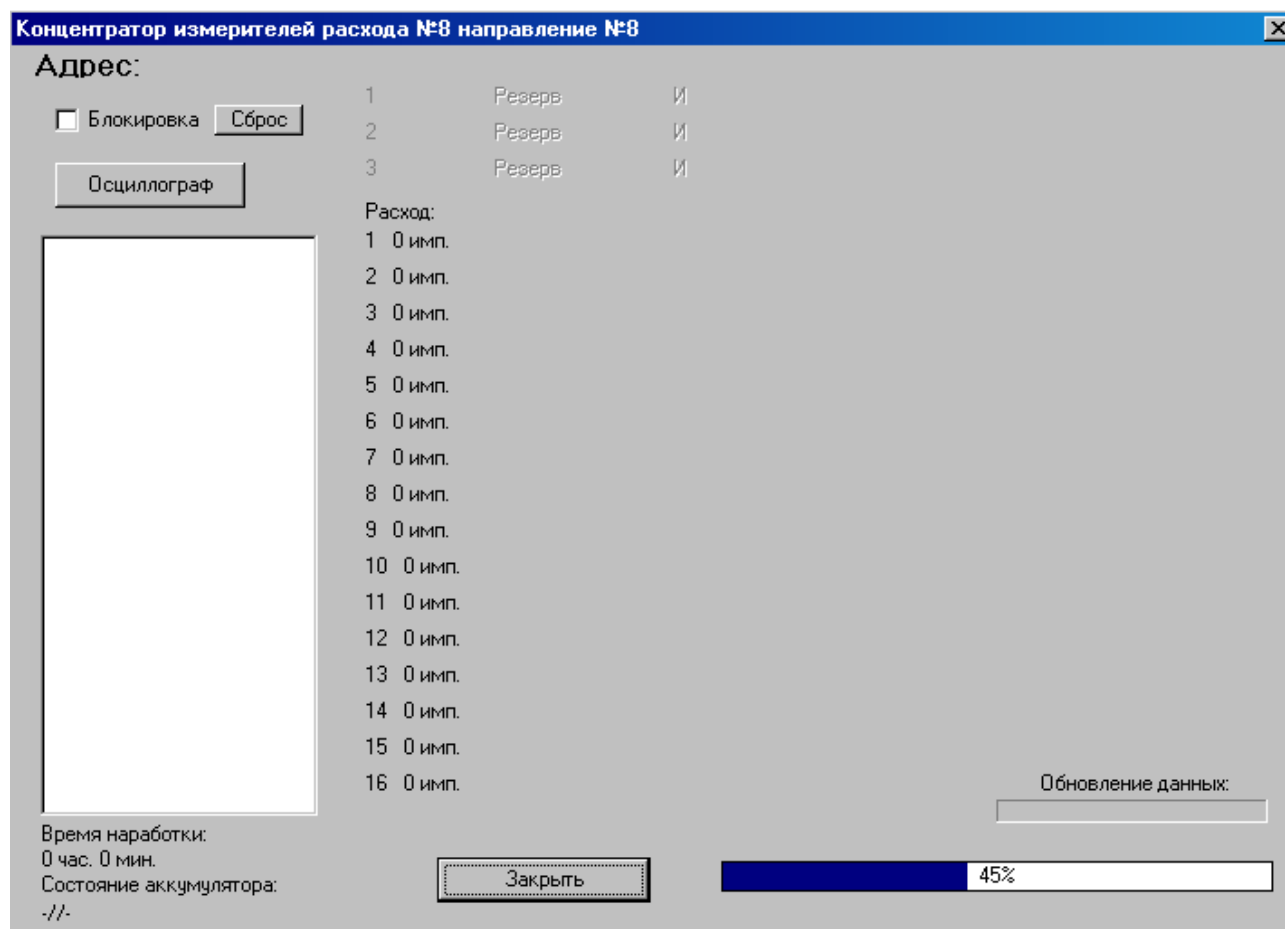 Концентратор измерителей расхода №8 направление №8
Адрес:
Блокировка Сброс
Осциллограф
1 Резерв И
2 Резерв И
3 Резерв И
Расход:
1 0 имп.
2 0 имп.
3 0 имп.
4 0 имп.
5 0 имп.
6 0 имп.
7 0 имп.
8 0 имп.
9 0 имп.
10 0 имп.
11 0 имп.
12 0 имп.
13 0 имп.
14 0 имп.
15 0 имп.
16 0 имп.
Обновление данных:
Время наработки:
0 час. 0 мин.
Состояние аккумулятора:
-//-
Закрыть
45%